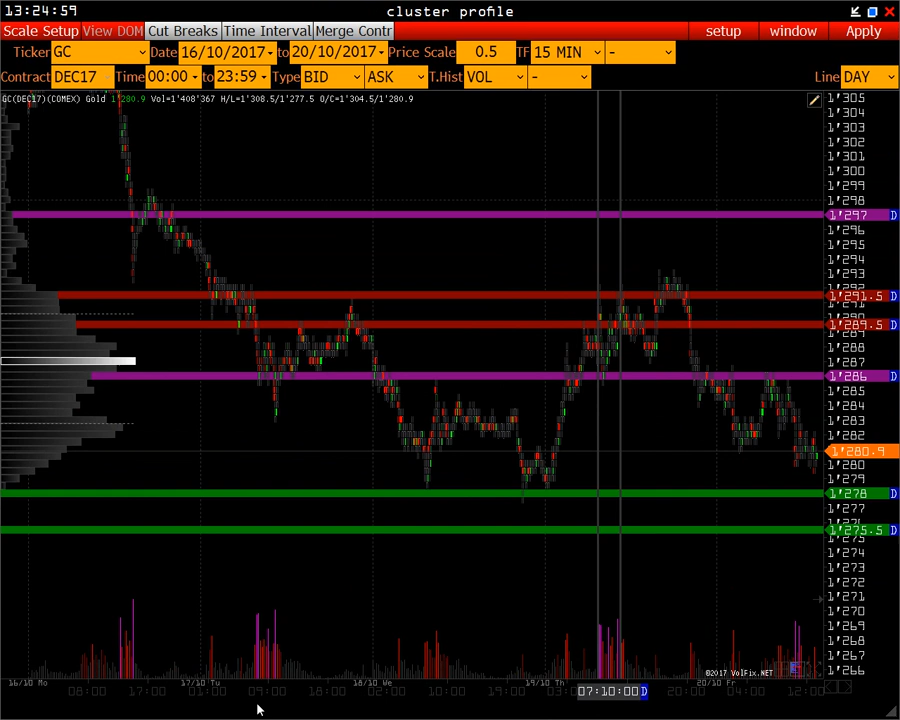 13:24:59 cluster profile
Scale Setup View DOM Cut Breaks Time Interval Merge Contr setup window Apply
Ticker GC Date 16/10/2017 to 20/10/2017 Price Scale 0.5 TF 15 MIN -
Contract DEC17 Time 00:00 to 23:59 Type BID ASK T.Hist VOL - Line DAY
GC(DEC17)(COMEX) Gold 1'280.9 Vol=1'408'367 H/L=1'308.5/1'277.5 O/C=1'304.5/1'280.9
1'305
1'304
1'303
1'302
1'301
1'300
1'299
1'298
1'297 D
1'296
1'295
1'294
1'293
1'292
1'291.5 D
1'290
1'289.5 D
1'288
1'287
1'286 D
1'285
1'284
1'283
1'282
1'280.9
1'280
1'279
1'278 D
1'277
1'275.5 D
1'275
1'274
1'273
1'272
1'271
1'270
1'269
1'268
1'267
1'266
©2017 VolFix.NET
16/10 Mo 17/10 Tu 18/10 We 19/10 Th 20/10 Fr
08:00 17:00 01:00 09:00 18:00 02:00 10:00 19:00 03:00 07:10:00 D 20:00 04:00 12:00